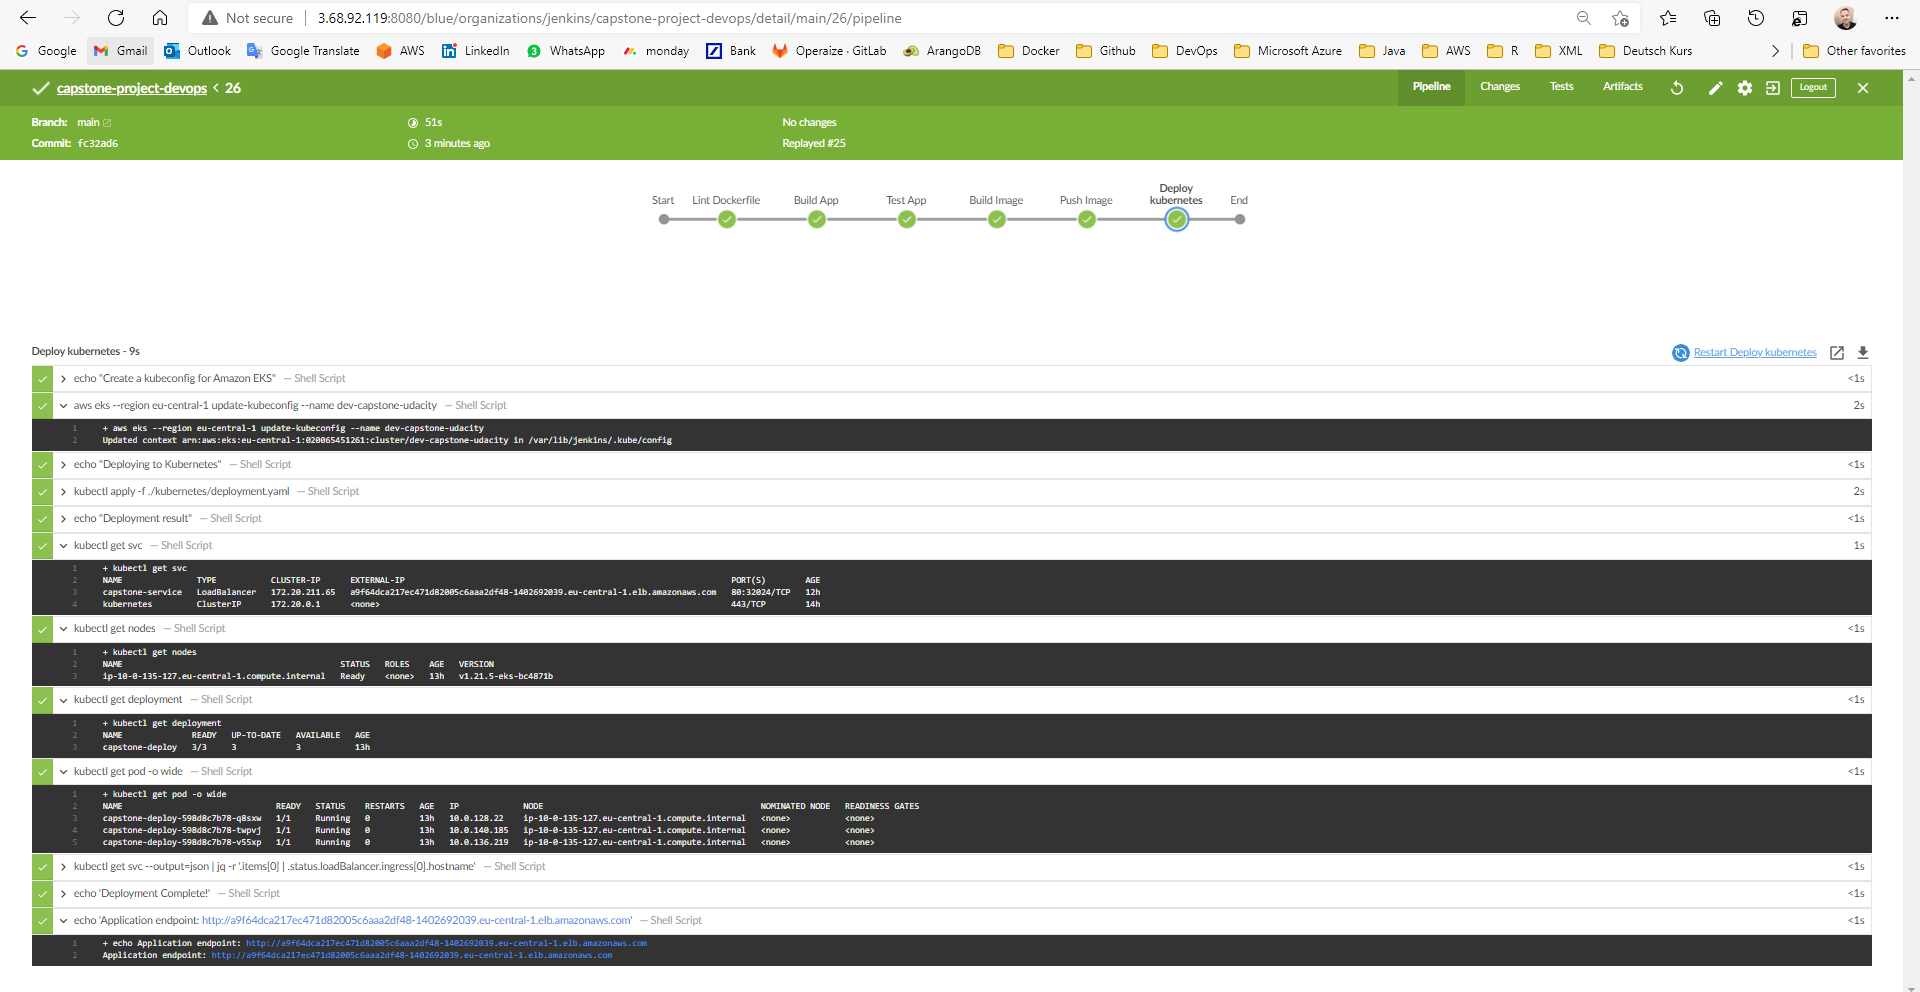 Not secure
3.68.92.119:8080/blue/organizations/jenkins/capstone-project-devops/detail/main/26/pipeline
Google Gmail Outlook Google Translate AWS LinkedIn WhatsApp monday Bank Operaize · GitLab ArangoDB Docker Github DevOps Microsoft Azure Java AWS R XML Deutsch Kurs Other favorites
capstone-project-devops < 26
Pipeline Changes Tests Artifacts Logout
Branch: main 51s No changes
Commit: fc32ad6 3 minutes ago Replayed #25
Start Lint Dockerfile Build App Test App Build Image Push Image Deploy kubernetes End
Deploy kubernetes - 9s Restart Deploy kubernetes
echo "Create a kubeconfig for Amazon EKS" — Shell Script <1s
aws eks --region eu-central-1 update-kubeconfig --name dev-capstone-udacity — Shell Script 2s
1 + aws eks --region eu-central-1 update-kubeconfig --name dev-capstone-udacity
2 Updated context arn:aws:eks:eu-central-1:020065451261:cluster/dev-capstone-udacity in /var/lib/jenkins/.kube/config
echo "Deploying to Kubernetes" — Shell Script <1s
kubectl apply -f ./kubernetes/deployment.yaml — Shell Script 2s
echo "Deployment result" — Shell Script <1s
kubectl get svc — Shell Script 1s
1 + kubectl get svc
2 NAME TYPE CLUSTER-IP EXTERNAL-IP PORT(S) AGE
3 capstone-service LoadBalancer 172.20.211.65 a9f64dca217ec471d82005c6aaa2df48-1402692039.eu-central-1.elb.amazonaws.com 80:32024/TCP 12h
4 kubernetes ClusterIP 172.20.0.1 <none> 443/TCP 14h
kubectl get nodes — Shell Script <1s
1 + kubectl get nodes
2 NAME STATUS ROLES AGE VERSION
3 ip-10-0-135-127.eu-central-1.compute.internal Ready <none> 13h v1.21.5-eks-bc4871b
kubectl get deployment — Shell Script <1s
1 + kubectl get deployment
2 NAME READY UP-TO-DATE AVAILABLE AGE
3 capstone-deploy 3/3 3 3 13h
kubectl get pod -o wide — Shell Script <1s
1 + kubectl get pod -o wide
2 NAME READY STATUS RESTARTS AGE IP NODE NOMINATED NODE READINESS GATES
3 capstone-deploy-598d8c7b78-q8sxw 1/1 Running 0 13h 10.0.128.22 ip-10-0-135-127.eu-central-1.compute.internal <none> <none>
4 capstone-deploy-598d8c7b78-twpvj 1/1 Running 0 13h 10.0.140.185 ip-10-0-135-127.eu-central-1.compute.internal <none> <none>
5 capstone-deploy-598d8c7b78-v55xp 1/1 Running 0 13h 10.0.136.219 ip-10-0-135-127.eu-central-1.compute.internal <none> <none>
kubectl get svc --output=json | jq -r '.items[0] | .status.loadBalancer.ingress[0].hostname' — Shell Script <1s
echo 'Deployment Complete!' — Shell Script <1s
echo 'Application endpoint: http://a9f64dca217ec471d82005c6aaa2df48-1402692039.eu-central-1.elb.amazonaws.com' — Shell Script <1s
1 + echo Application endpoint: http://a9f64dca217ec471d82005c6aaa2df48-1402692039.eu-central-1.elb.amazonaws.com
2 Application endpoint: http://a9f64dca217ec471d82005c6aaa2df48-1402692039.eu-central-1.elb.amazonaws.com